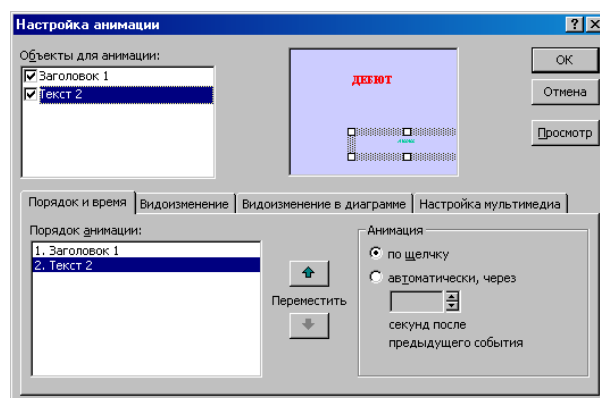 Настройка анимации
Объекты для анимации:
Заголовок 1
Текст 2
ДЕБЮТ
ОК
Отмена
Просмотр
Порядок и время
Видоизменение
Видоизменение в диаграмме
Настройка мультимедиа
Порядок анимации:
1. Заголовок 1
2. Текст 2
Переместить
Анимация
по щелчку
автоматически, через
секунд после
предыдущего события